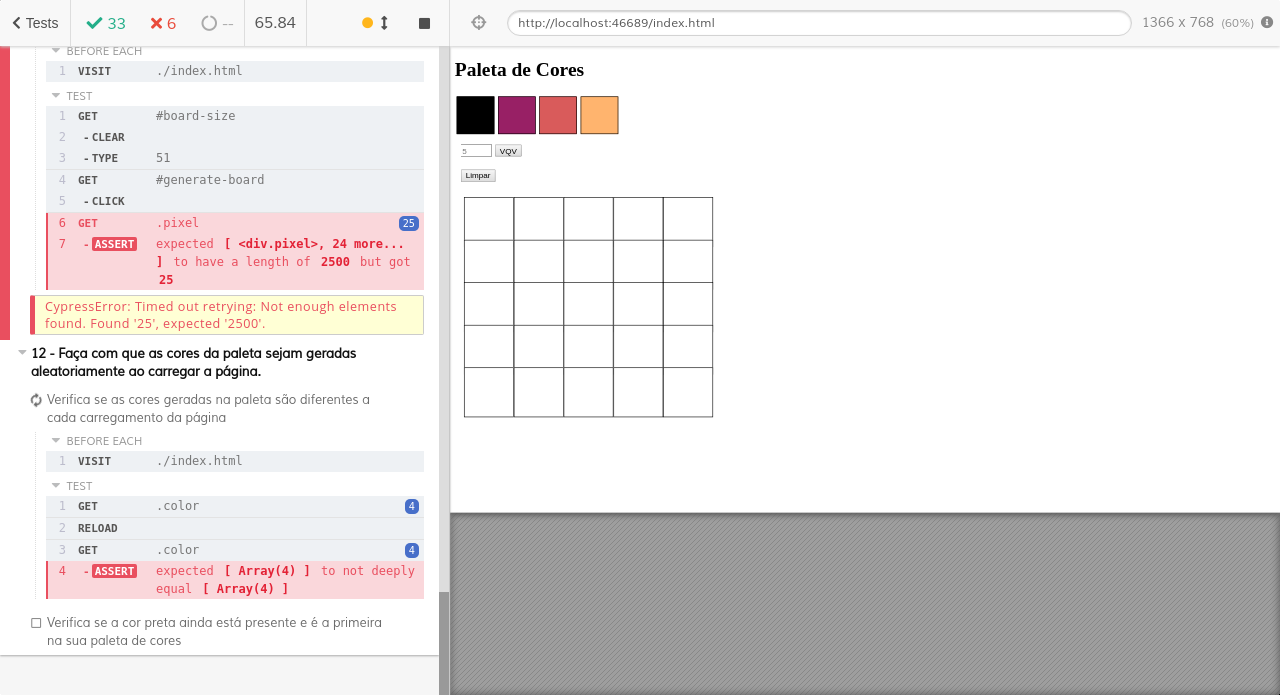 Tests 33 6 -- 65.84
http://localhost:46689/index.html 1366 x 768 (60%)
BEFORE EACH
1 VISIT ./index.html
TEST
1 GET #board-size
2 - CLEAR
3 - TYPE 51
4 GET #generate-board
5 - CLICK
6 GET .pixel 25
7 - ASSERT expected [ <div.pixel>, 24 more...
] to have a length of 2500 but got
25
CypressError: Timed out retrying: Not enough elements
found. Found '25', expected '2500'.
12 - Faça com que as cores da paleta sejam geradas
aleatoriamente ao carregar a página.
Verifica se as cores geradas na paleta são diferentes a
cada carregamento da página
BEFORE EACH
1 VISIT ./index.html
TEST
1 GET .color 4
2 RELOAD
3 GET .color 4
4 - ASSERT expected [ Array(4) ] to not deeply
equal [ Array(4) ]
Verifica se a cor preta ainda está presente e é a primeira
na sua paleta de cores
Paleta de Cores
5 VQV
Limpar